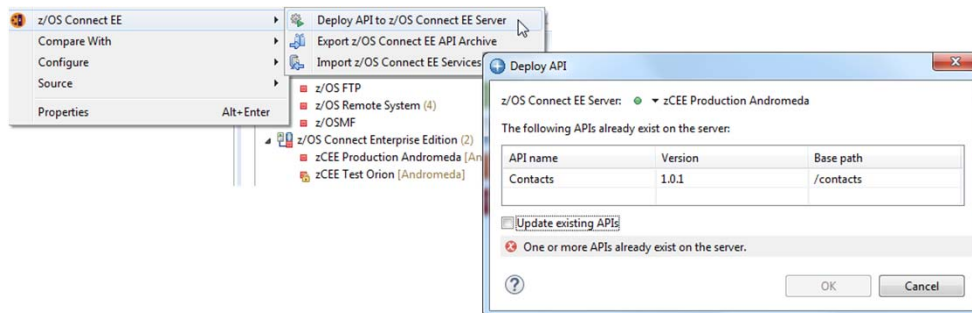 z/OS Connect EE
Compare With
Configure
Source
Properties Alt+Enter
Deploy API to z/OS Connect EE Server
Export z/OS Connect EE API Archive
Import z/OS Connect EE Services
z/OS FTP
z/OS Remote System (4)
z/OSMF
z/OS Connect Enterprise Edition (2)
zCEE Production Andromeda [An
zCEE Test Orion [Andromeda]
Deploy API
z/OS Connect EE Server: zCEE Production Andromeda
The following APIs already exist on the server:
API name Version Base path
Contacts 1.0.1 /contacts
Update existing APIs
One or more APIs already exist on the server.
OK Cancel